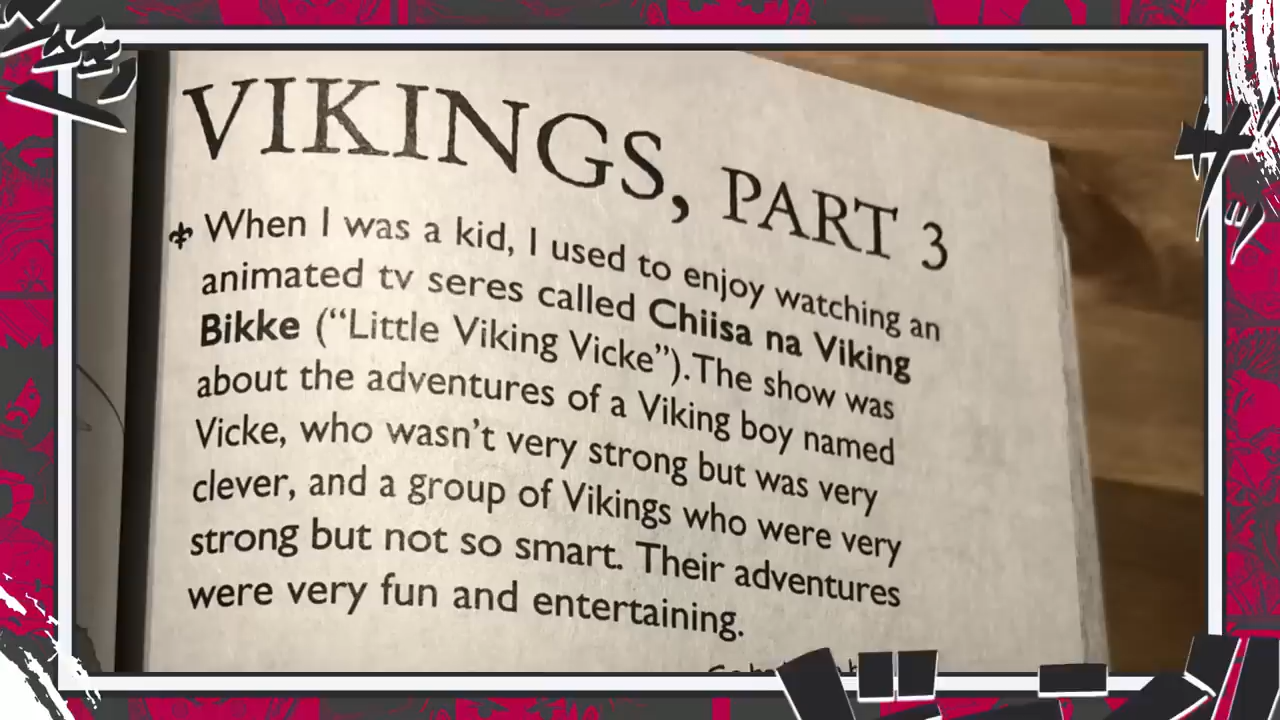 VIKINGS, PART 3
When I was a kid, I used to enjoy watching an
animated tv seres called Chiisa na Viking
Bikke (“Little Viking Vicke”). The show was
about the adventures of a Viking boy named
Vicke, who wasn’t very strong but was very
clever, and a group of Vikings who were very
strong but not so smart. Their adventures
were very fun and entertaining.